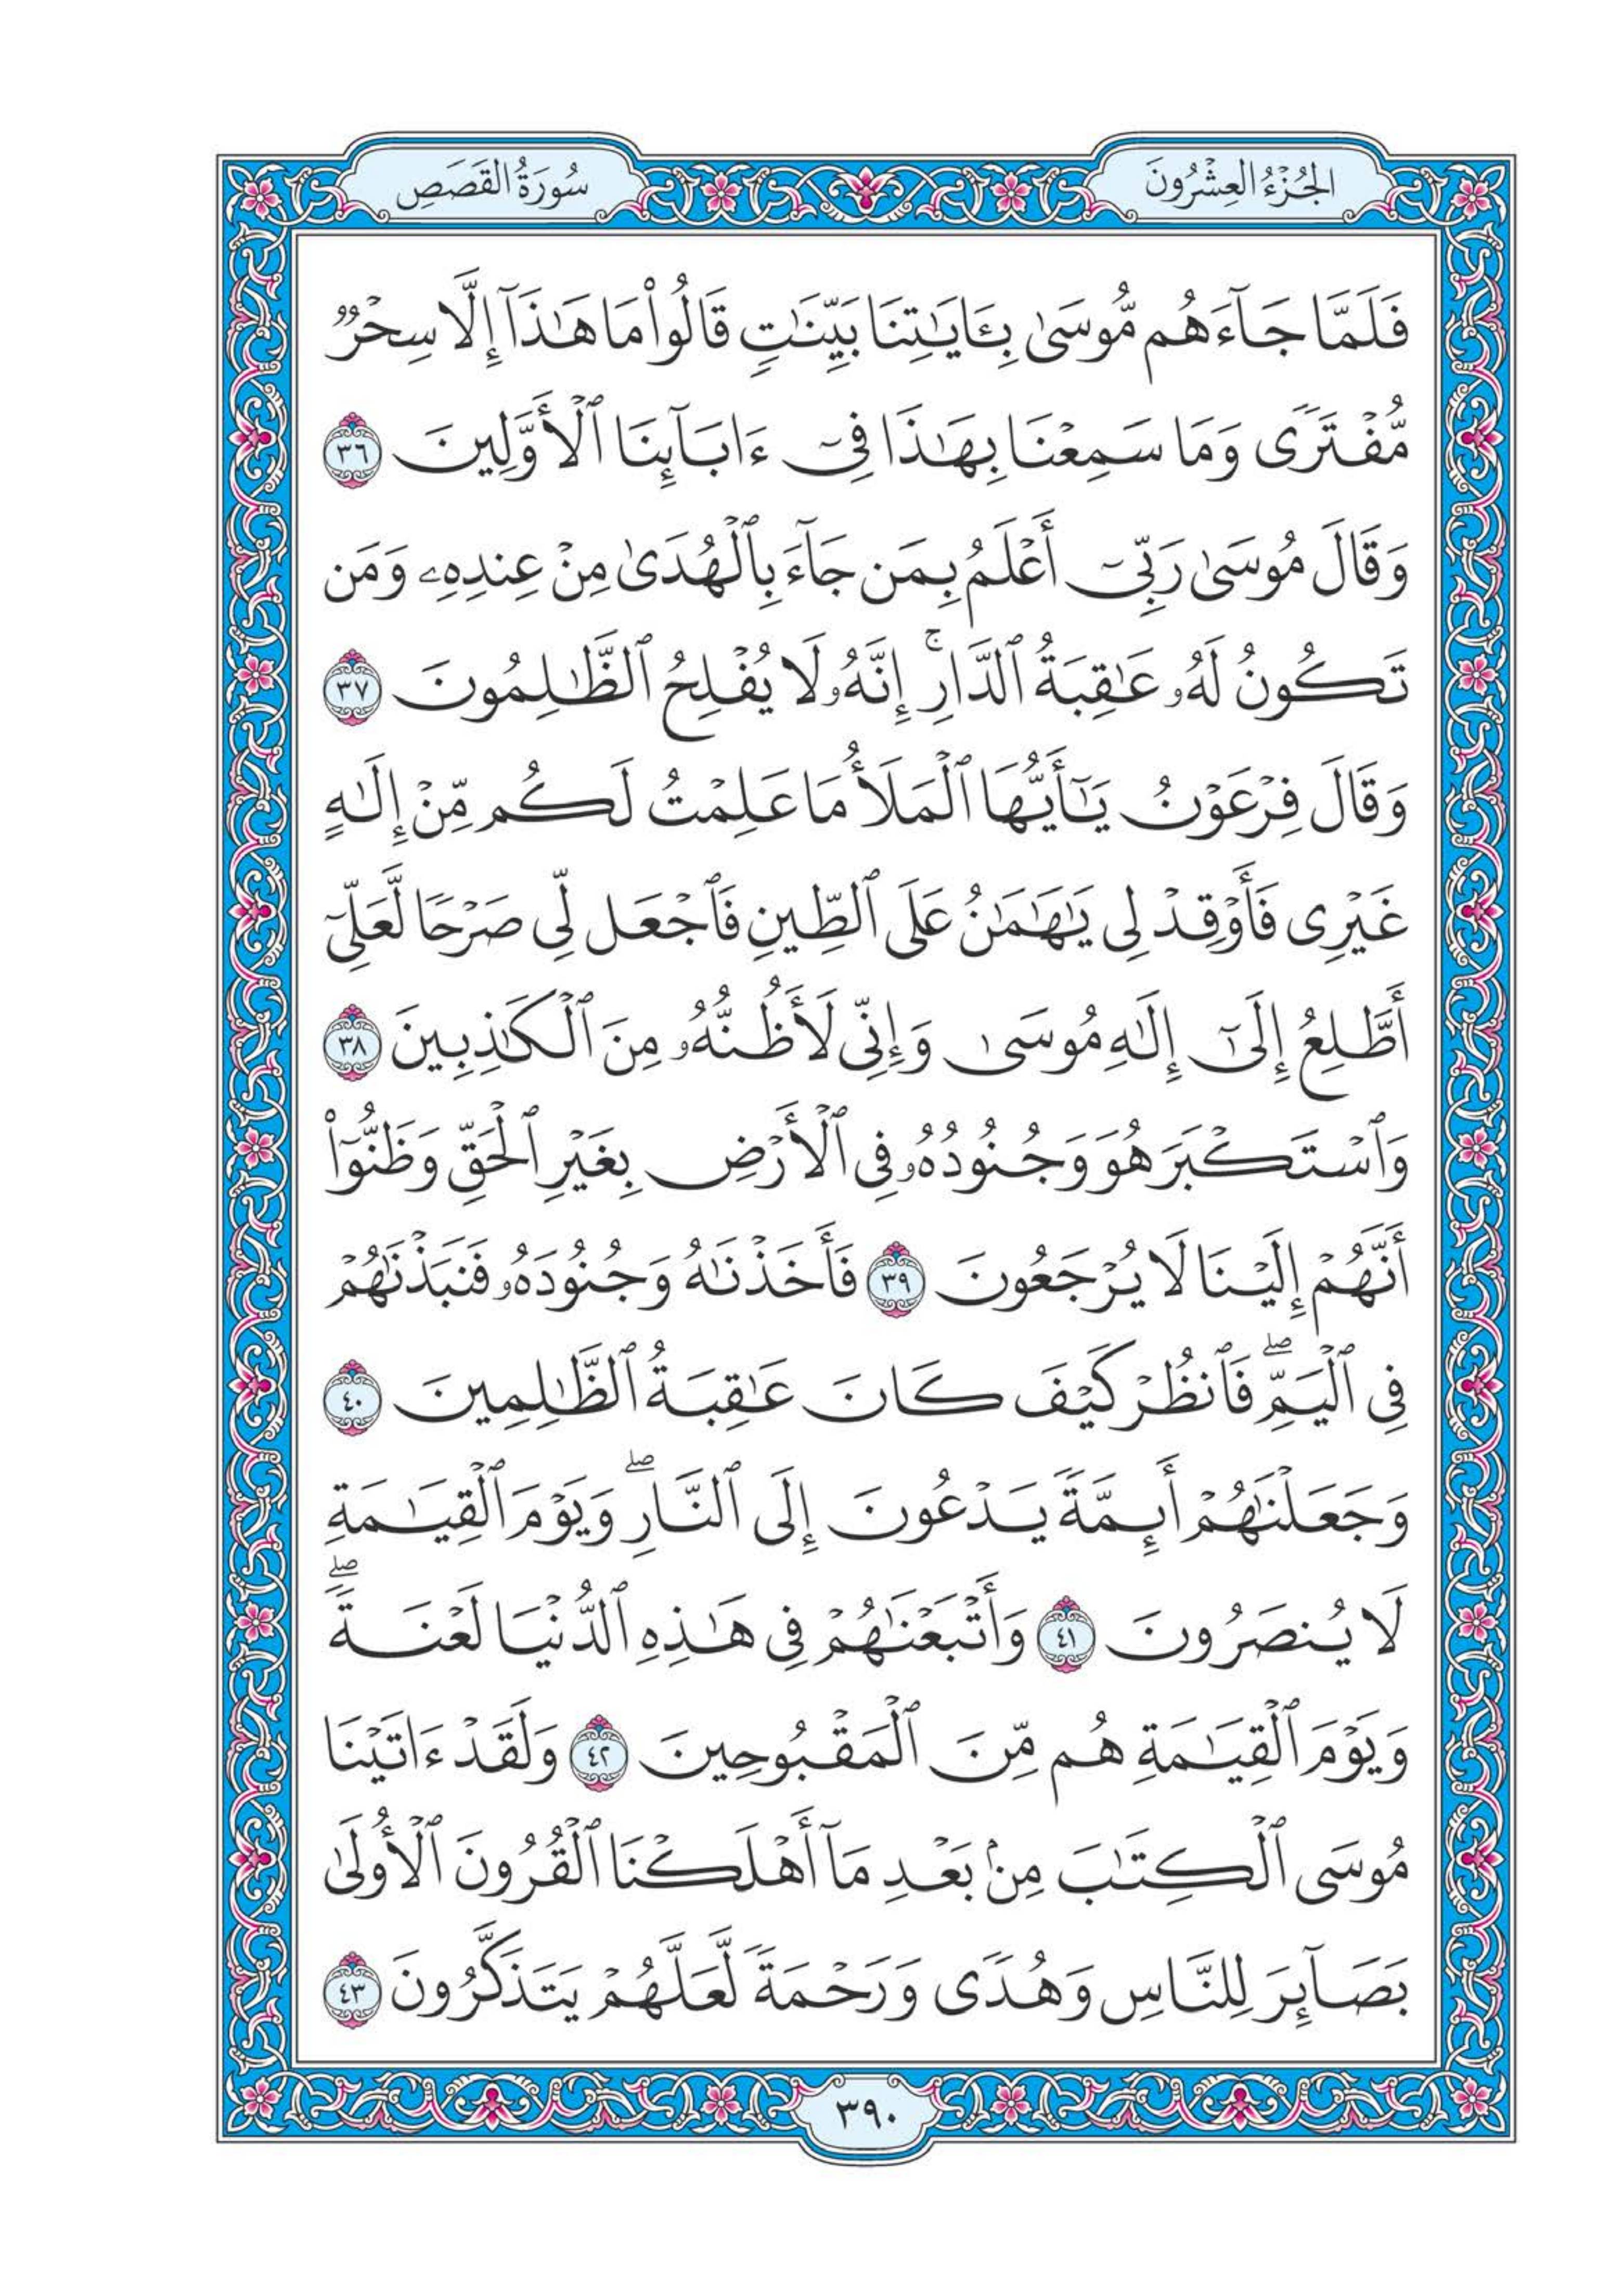 الجُزْءُ العِشْرُونَ
سُورَةُ القَصَصِ
فَلَمَّا جَآءَهُم مُّوسَىٰ بِـَٔايَٰتِنَا بَيِّنَٰتٖ قَالُواْ مَا هَٰذَآ إِلَّا سِحۡرٞ
مُّفۡتَرٗى وَمَا سَمِعۡنَا بِهَٰذَا فِيٓ ءَابَآئِنَا ٱلۡأَوَّلِينَ ٣٦
وَقَالَ مُوسَىٰ رَبِّيٓ أَعۡلَمُ بِمَن جَآءَ بِٱلۡهُدَىٰ مِنۡ عِندِهِۦ وَمَن
تَكُونُ لَهُۥ عَٰقِبَةُ ٱلدَّارِۚ إِنَّهُۥ لَا يُفۡلِحُ ٱلظَّٰلِمُونَ ٣٧
وَقَالَ فِرۡعَوۡنُ يَٰٓأَيُّهَا ٱلۡمَلَأُ مَا عَلِمۡتُ لَكُم مِّنۡ إِلَٰهٍ
غَيۡرِي فَأَوۡقِدۡ لِي يَٰهَٰمَٰنُ عَلَى ٱلطِّينِ فَٱجۡعَل لِّي صَرۡحٗا لَّعَلِّيٓ
أَطَّلِعُ إِلَىٰٓ إِلَٰهِ مُوسَىٰ وَإِنِّي لَأَظُنُّهُۥ مِنَ ٱلۡكَٰذِبِينَ ٣٨
وَٱسۡتَكۡبَرَ هُوَ وَجُنُودُهُۥ فِي ٱلۡأَرۡضِ بِغَيۡرِ ٱلۡحَقِّ وَظَنُّوٓاْ
أَنَّهُمۡ إِلَيۡنَا لَا يُرۡجَعُونَ ٣٩ فَأَخَذۡنَٰهُ وَجُنُودَهُۥ فَنَبَذۡنَٰهُمۡ
فِي ٱلۡيَمِّۖ فَٱنظُرۡ كَيۡفَ كَانَ عَٰقِبَةُ ٱلظَّٰلِمِينَ ٤٠
وَجَعَلۡنَٰهُمۡ أَئِمَّةٗ يَدۡعُونَ إِلَى ٱلنَّارِۖ وَيَوۡمَ ٱلۡقِيَٰمَةِ
لَا يُنصَرُونَ ٤١ وَأَتۡبَعۡنَٰهُمۡ فِي هَٰذِهِ ٱلدُّنۡيَا لَعۡنَةٗۖ
وَيَوۡمَ ٱلۡقِيَٰمَةِ هُم مِّنَ ٱلۡمَقۡبُوحِينَ ٤٢ وَلَقَدۡ ءَاتَيۡنَا
مُوسَى ٱلۡكِتَٰبَ مِنۢ بَعۡدِ مَآ أَهۡلَكۡنَا ٱلۡقُرُونَ ٱلۡأُولَىٰ
بَصَآئِرَ لِلنَّاسِ وَهُدٗى وَرَحۡمَةٗ لَّعَلَّهُمۡ يَتَذَكَّرُونَ ٤٣
٣٩٠